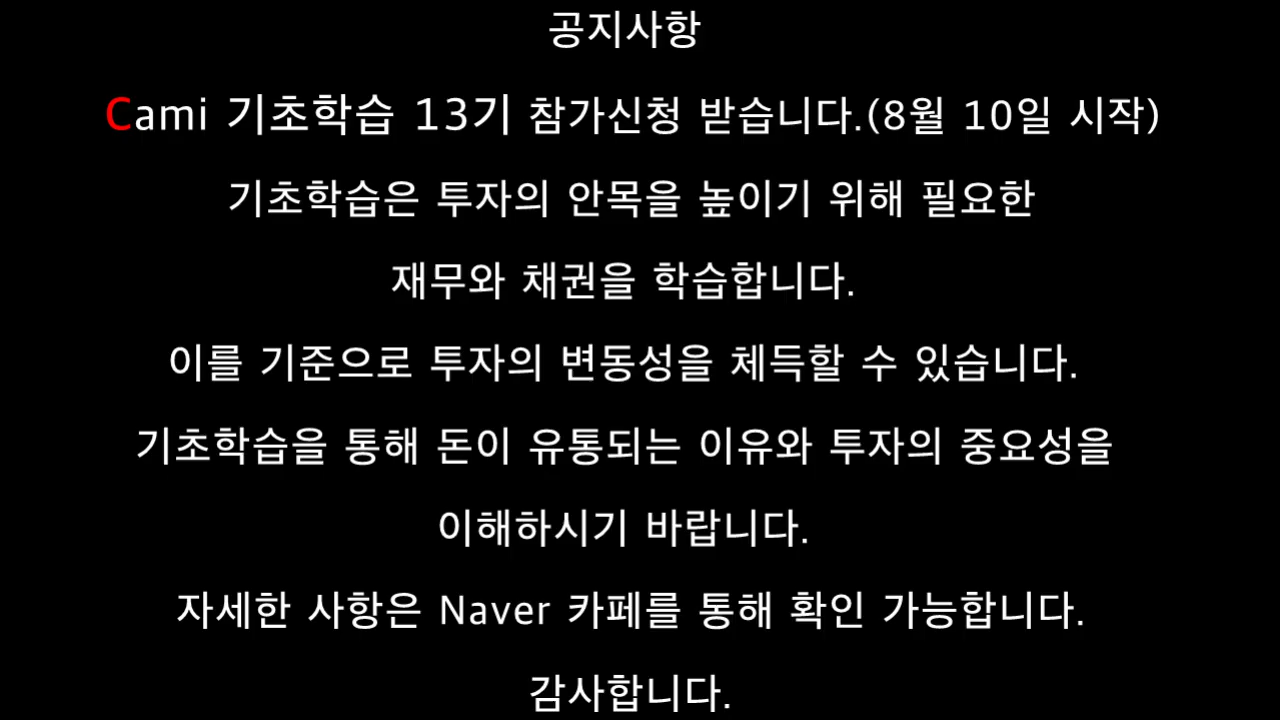 공지사항
Cami 기초학습 13기 참가신청 받습니다.(8월 10일 시작)
기초학습은 투자의 안목을 높이기 위해 필요한
재무와 채권을 학습합니다.
이를 기준으로 투자의 변동성을 체득할 수 있습니다.
기초학습을 통해 돈이 유통되는 이유와 투자의 중요성을
이해하시기 바랍니다.
자세한 사항은 Naver 카페를 통해 확인 가능합니다.
감사합니다.